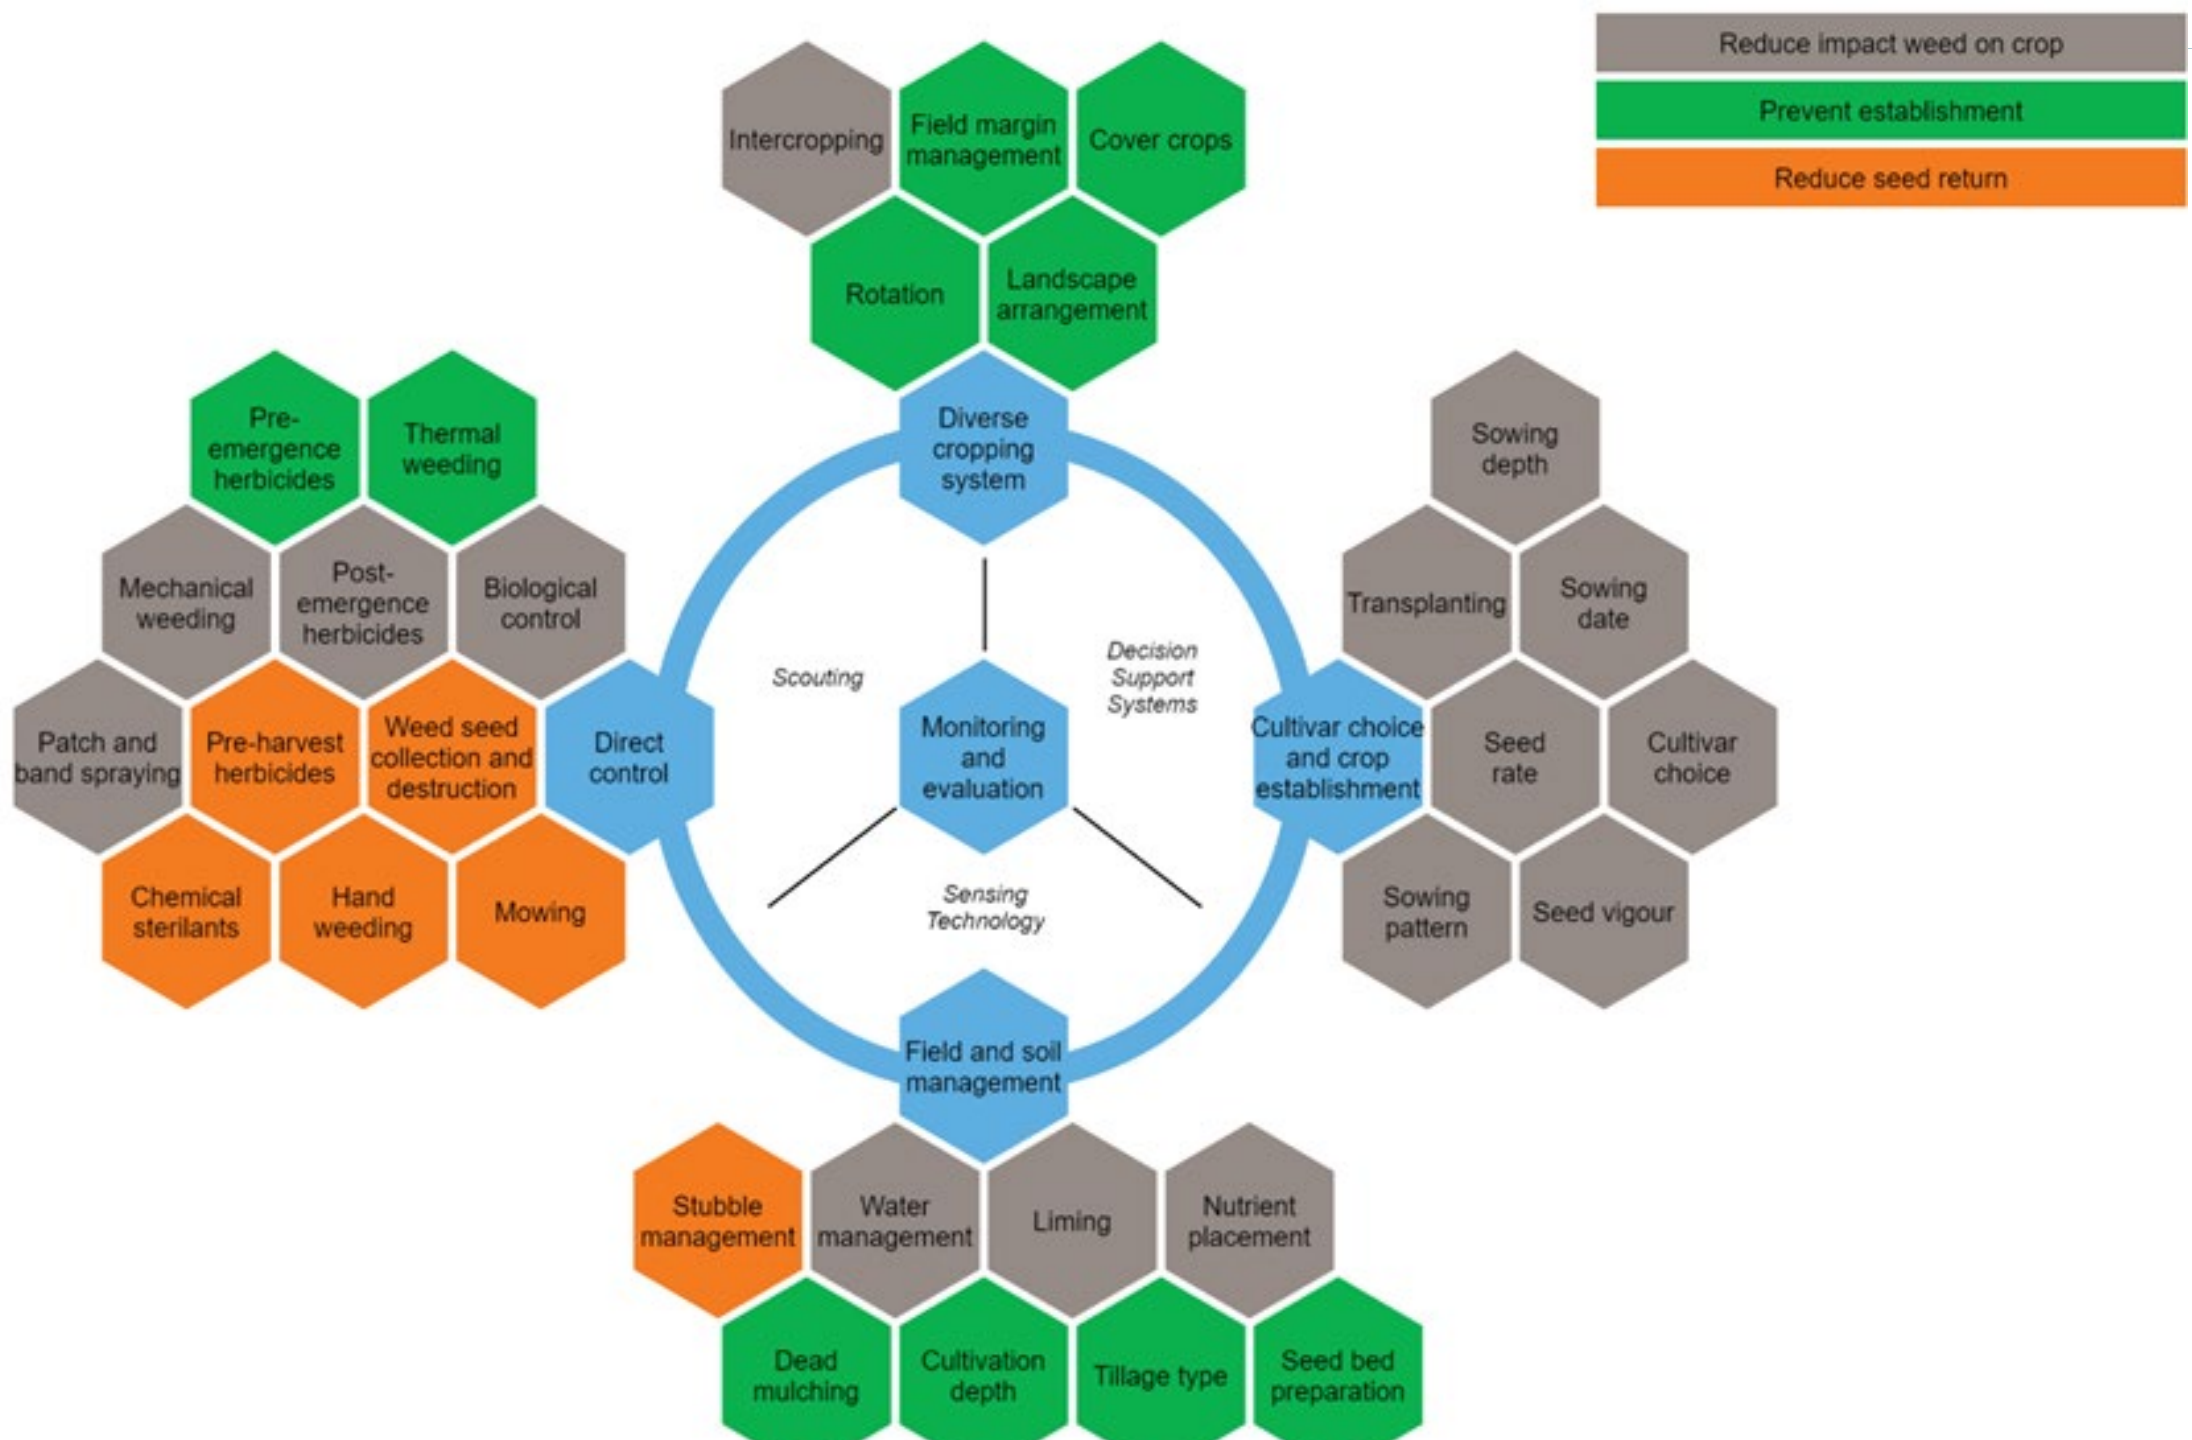 Reduce impact weed on crop
Prevent establishment
Reduce seed return
Intercropping
Field margin
management
Cover crops
Rotation
Landscape
arrangement
Diverse
cropping
system
Pre-
emergence
herbicides
Thermal
weeding
Mechanical
weeding
Post-
emergence
herbicides
Biological
control
Patch and
band spraying
Pre-harvest
herbicides
Weed seed
collection and
destruction
Direct
control
Chemical
sterilants
Hand
weeding
Mowing
Scouting
Decision
Support
Systems
Monitoring
and
evaluation
Sensing
Technology
Sowing
depth
Transplanting
Sowing
date
Cultivar choice
and crop
establishment
Seed
rate
Cultivar
choice
Sowing
pattern
Seed vigour
Field and soil
management
Stubble
management
Water
management
Liming
Nutrient
placement
Dead
mulching
Cultivation
depth
Tillage type
Seed bed
preparation